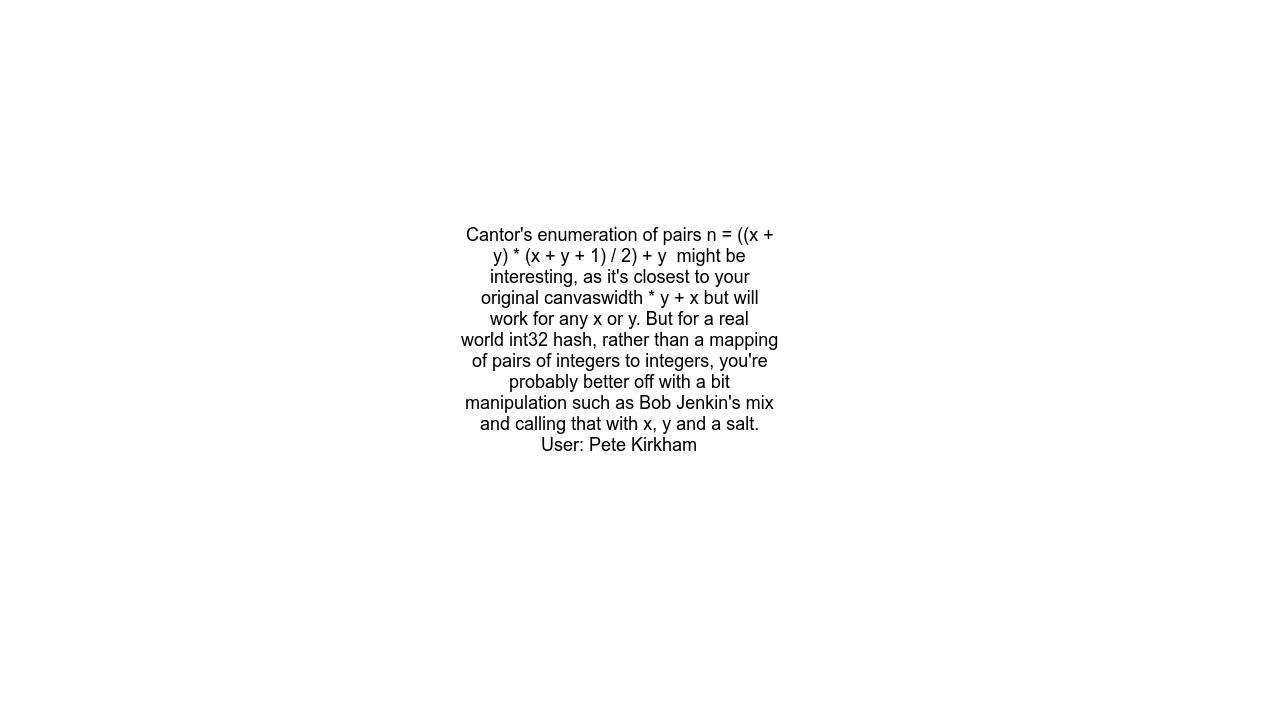 Cantor's enumeration of pairs n = ((x +
y) * (x + y + 1) / 2) + y  might be
interesting, as it's closest to your
original canvaswidth * y + x but will
work for any x or y. But for a real
world int32 hash, rather than a mapping
of pairs of integers to integers, you're
probably better off with a bit
manipulation such as Bob Jenkin's mix
and calling that with x, y and a salt.
User: Pete Kirkham